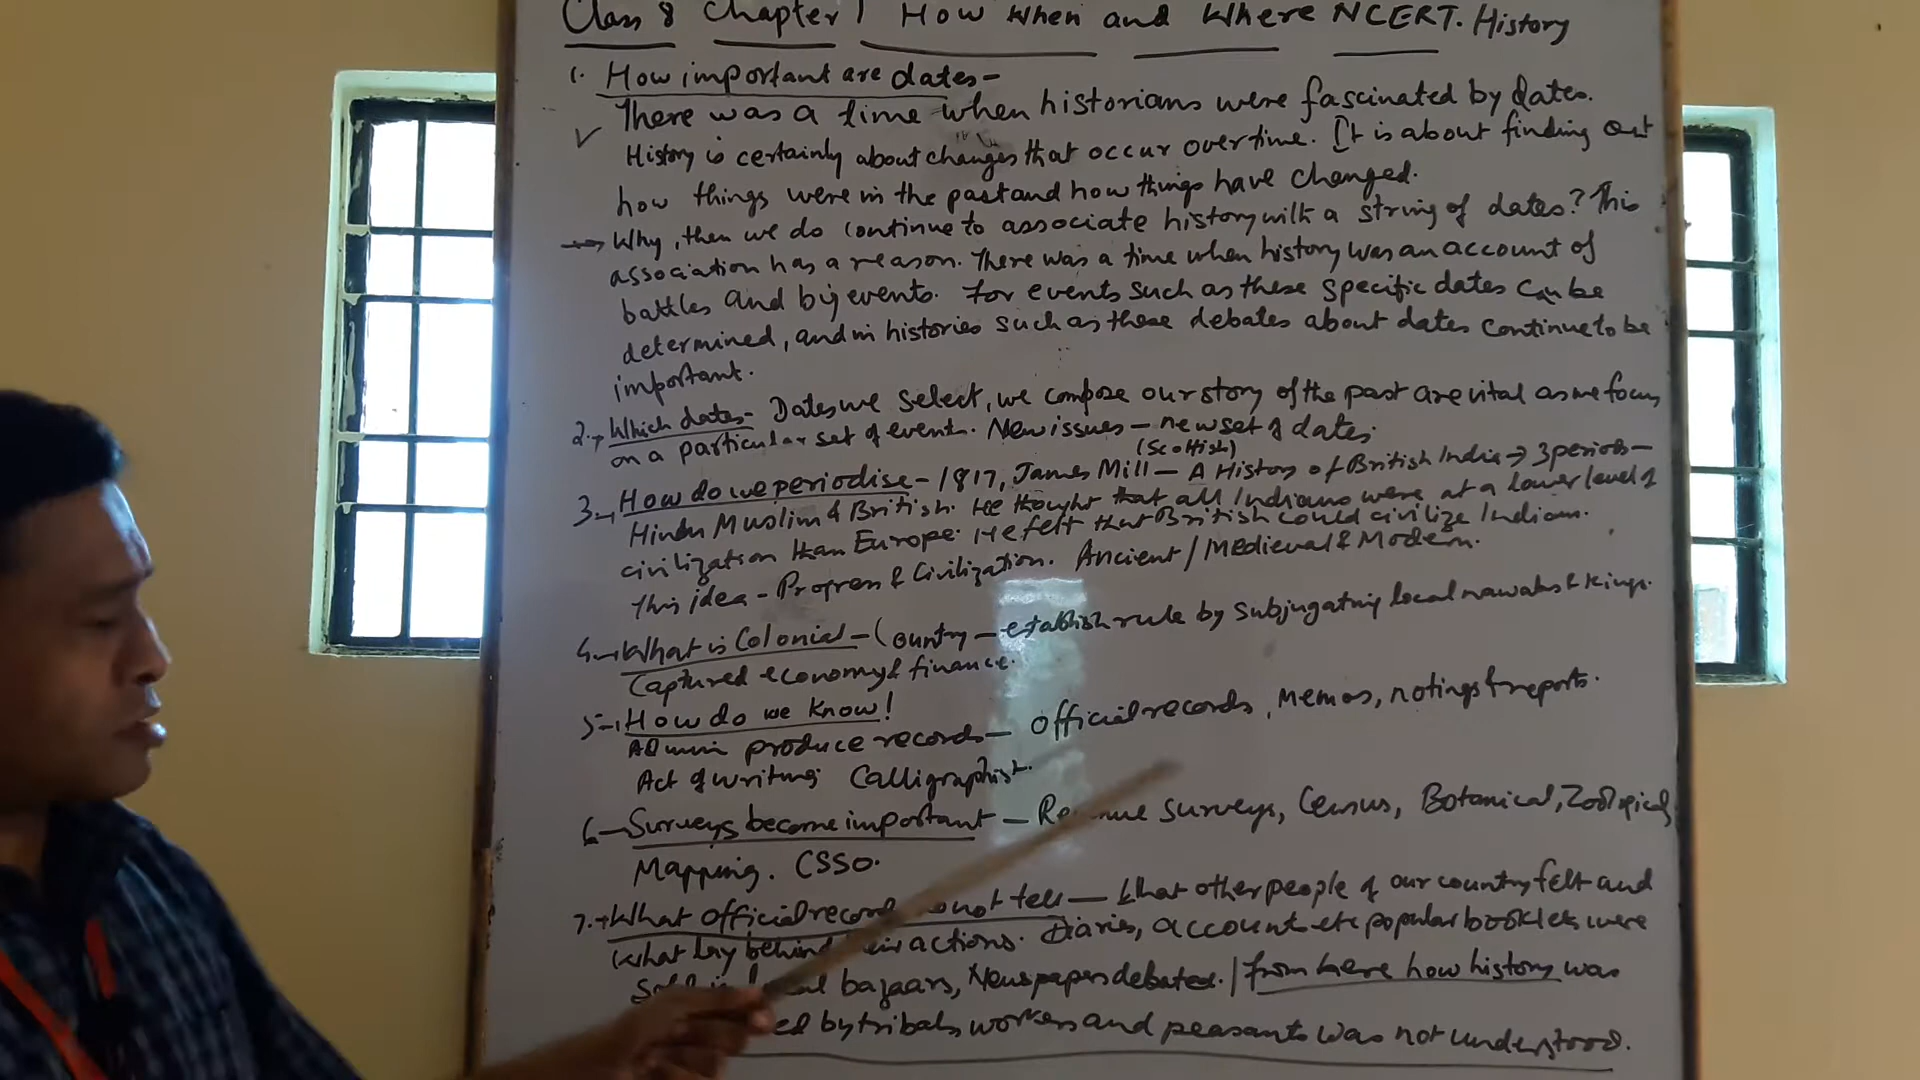 Class 8 Chapter 1 How When and Where NCERT. History
1. How important are dates-
There was a time when historians were fascinated by dates.
History is certainly about changes that occur over time. It is about finding out
how things were in the past and how things have changed.
Why, then we do continue to associate history with a string of dates? This
association has a reason. There was a time when history was an account of
battles and big events. For events such as these specific dates can be
determined, and in histories such as these debates about dates continue to be
important.
2. Which dates- Dates we select, we compose our story of the past are vital as we focus
on a particular set of events. New issues - new set of dates.
(Scottish)
3. How do we periodise - 1817, James Mill - A History of British India → 3 periods -
Hindu Muslim & British. He thought that all Indians were at a lower level of
civilization than Europe. He felt that British could civilize Indians.
This idea - Progress & Civilization. Ancient / Medieval & Modern.
4. What is Colonial - Country - establish rule by subjugating local nawabs & kings.
Captured economy & finance.
5. How do we know!
Admin produce records - official records, memos, notings & reports.
Act of writing Calligraphist.
6 - Surveys become important - Revenue surveys, Census, Botanical, Zoological
Mapping. CSSO.
7. What official records not tell - What other people of our country felt and
what lay behind their actions. Diaries, accounts etc popular booklets were
bazaars, Newspapers debated. / from here how history was
by tribals workers and peasants was not understood.